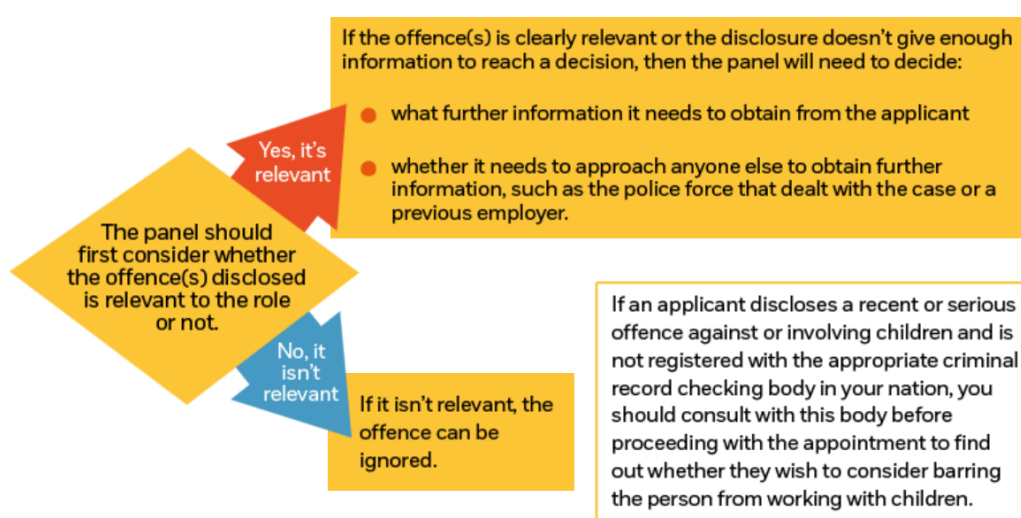 If the offence(s) is clearly relevant or the disclosure doesn't give enough
information to reach a decision, then the panel will need to decide:
what further information it needs to obtain from the applicant
whether it needs to approach anyone else to obtain further
information, such as the police force that dealt with the case or a
previous employer.
Yes, it's
relevant
The panel should
first consider whether
the offence(s) disclosed
is relevant to the role
or not.
No, it
isn't
relevant
If it isn't relevant, the
offence can be
ignored.
If an applicant discloses a recent or serious
offence against or involving children and is
not registered with the appropriate criminal
record checking body in your nation, you
should consult with this body before
proceeding with the appointment to find
out whether they wish to consider barring
the person from working with children.